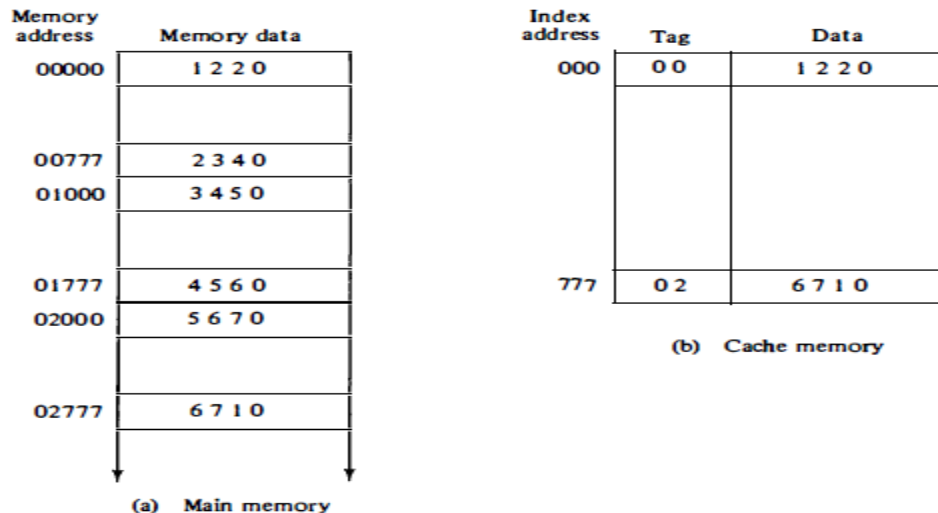 Memory
address
Memory data
00000
1 2 2 0
00777
2 3 4 0
01000
3 4 5 0
01777
4 5 6 0
02000
5 6 7 0
02777
6 7 1 0
(a) Main memory
Index
address
Tag
Data
000
0 0
1 2 2 0
777
0 2
6 7 1 0
(b) Cache memory